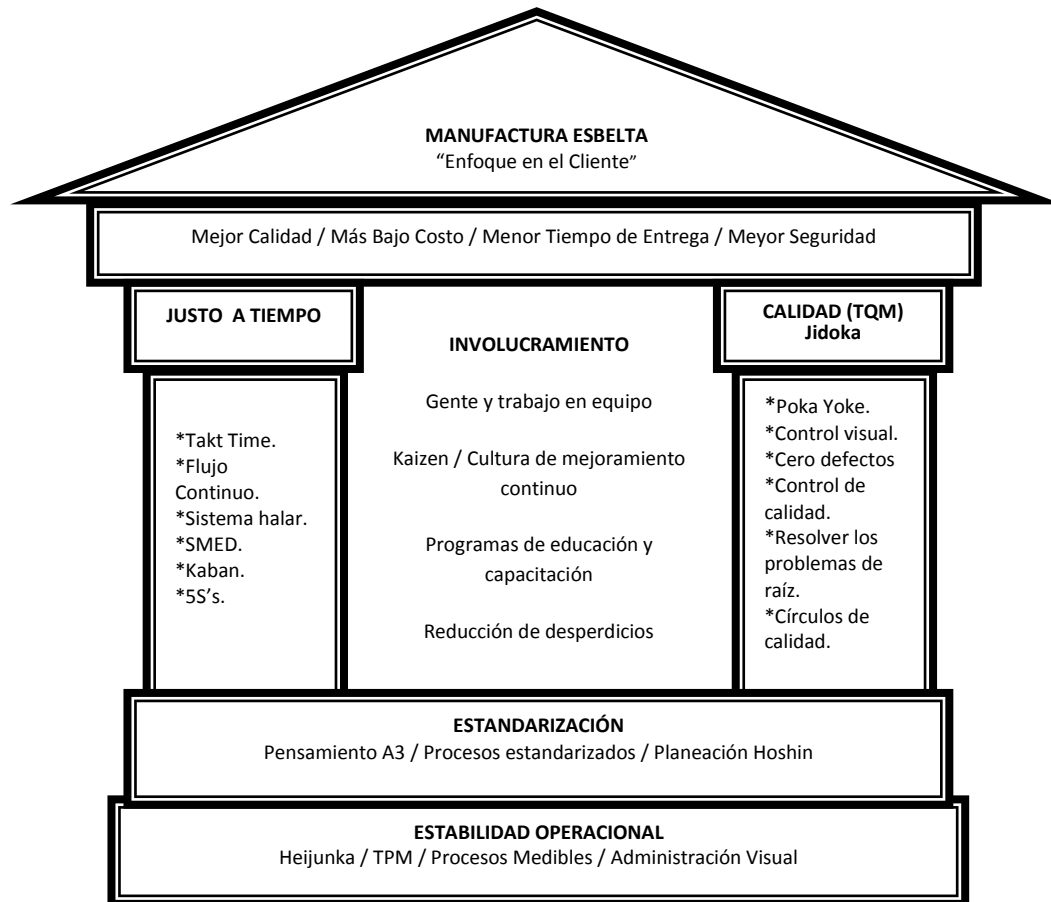 MANUFACTURA ESBELTA
“Enfoque en el Cliente”
Mejor Calidad / Más Bajo Costo / Menor Tiempo de Entrega / Meyor Seguridad
JUSTO A TIEMPO
*Takt Time.
*Flujo
Continuo.
*Sistema halar.
*SMED.
*Kaban.
*5S’s.
INVOLUCRAMIENTO
Gente y trabajo en equipo
Kaizen / Cultura de mejoramiento
continuo
Programas de educación y
capacitación
Reducción de desperdicios
CALIDAD (TQM)
Jidoka
*Poka Yoke.
*Control visual.
*Cero defectos
*Control de
calidad.
*Resolver los
problemas de
raíz.
*Círculos de
calidad.
ESTANDARIZACIÓN
Pensamiento A3 / Procesos estandarizados / Planeación Hoshin
ESTABILIDAD OPERACIONAL
Heijunka / TPM / Procesos Medibles / Administración Visual